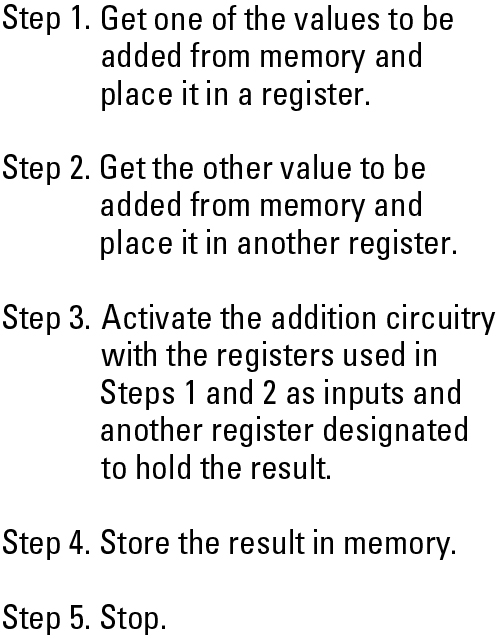 Step 1. Get one of the values to be
added from memory and
place it in a register.
Step 2. Get the other value to be
added from memory and
place it in another register.
Step 3. Activate the addition circuitry
with the registers used in
Steps 1 and 2 as inputs and
another register designated
to hold the result.
Step 4. Store the result in memory.
Step 5. Stop.